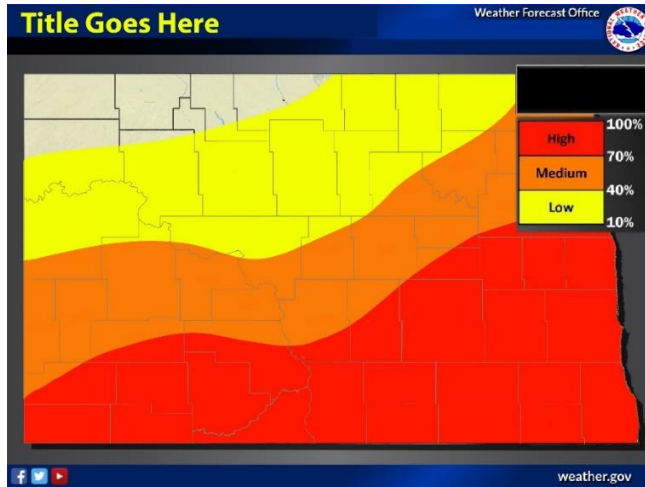 Title Goes Here
Weather Forecast Office
100%
High
70%
Medium
40%
Low
10%
weather.gov